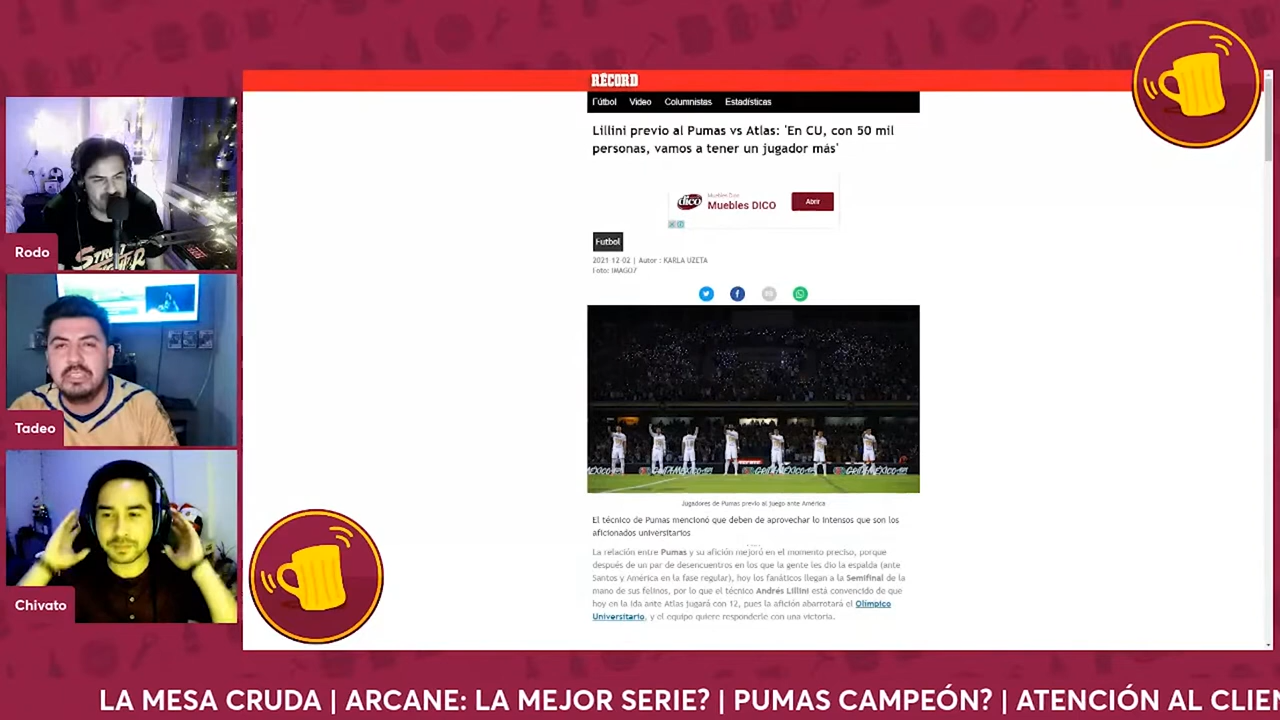 RÉCORD
Fútbol Video Columnistas Estadísticas
Lillini previo al Pumas vs Atlas: 'En CU, con 50 mil
personas, vamos a tener un jugador más'
dico
Muebles Dico
Muebles DICO
Abrir
Futbol
2021-12-02 | Autor : KARLA UZETA
Foto: IMAGO7
Jugadores de Pumas previo al juego ante América
El técnico de Pumas mencionó que deben de aprovechar lo intensos que son los
aficionados universitarios
La relación entre Pumas y su afición mejoró en el momento preciso, porque
después de un par de desencuentros en los que la gente les dio la espalda (ante
Santos y América en la fase regular), hoy los fanáticos llegan a la Semifinal de la
mano de sus felinos, por lo que el técnico Andrés Lillini está convencido de que
hoy en la ida ante Atlas jugará con 12, pues la afición abarrotará el Olímpico
Universitario, y el equipo quiere responderle con una victoria.
Rodo
STREET FIGHTER
Tadeo
Chivato
LA MESA CRUDA | ARCANE: LA MEJOR SERIE? | PUMAS CAMPEÓN? | ATENCIÓN AL CLIEN